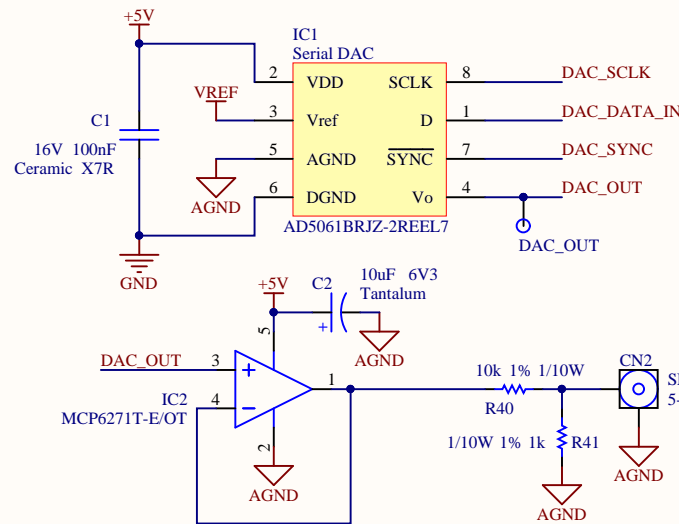 +5V
IC1
Serial DAC
2 VDD SCLK 8 DAC_SCLK
VREF
C1
3 Vref D 1 DAC_DATA_IN
16V 100nF
Ceramic X7R
5 AGND SYNC 7 DAC_SYNC
6 DGND Vo 4 DAC_OUT
AGND
AD5061BRJZ-2REEL7
DAC_OUT
GND
+5V
C2
10uF 6V3
Tantalum
+
5
AGND
DAC_OUT
3
1
10k 1% 1/10W
CN2
IC2
4
MCP6271T-E/OT
R40
5-
2
1/10W 1% 1k
R41
AGND
AGND
AGND